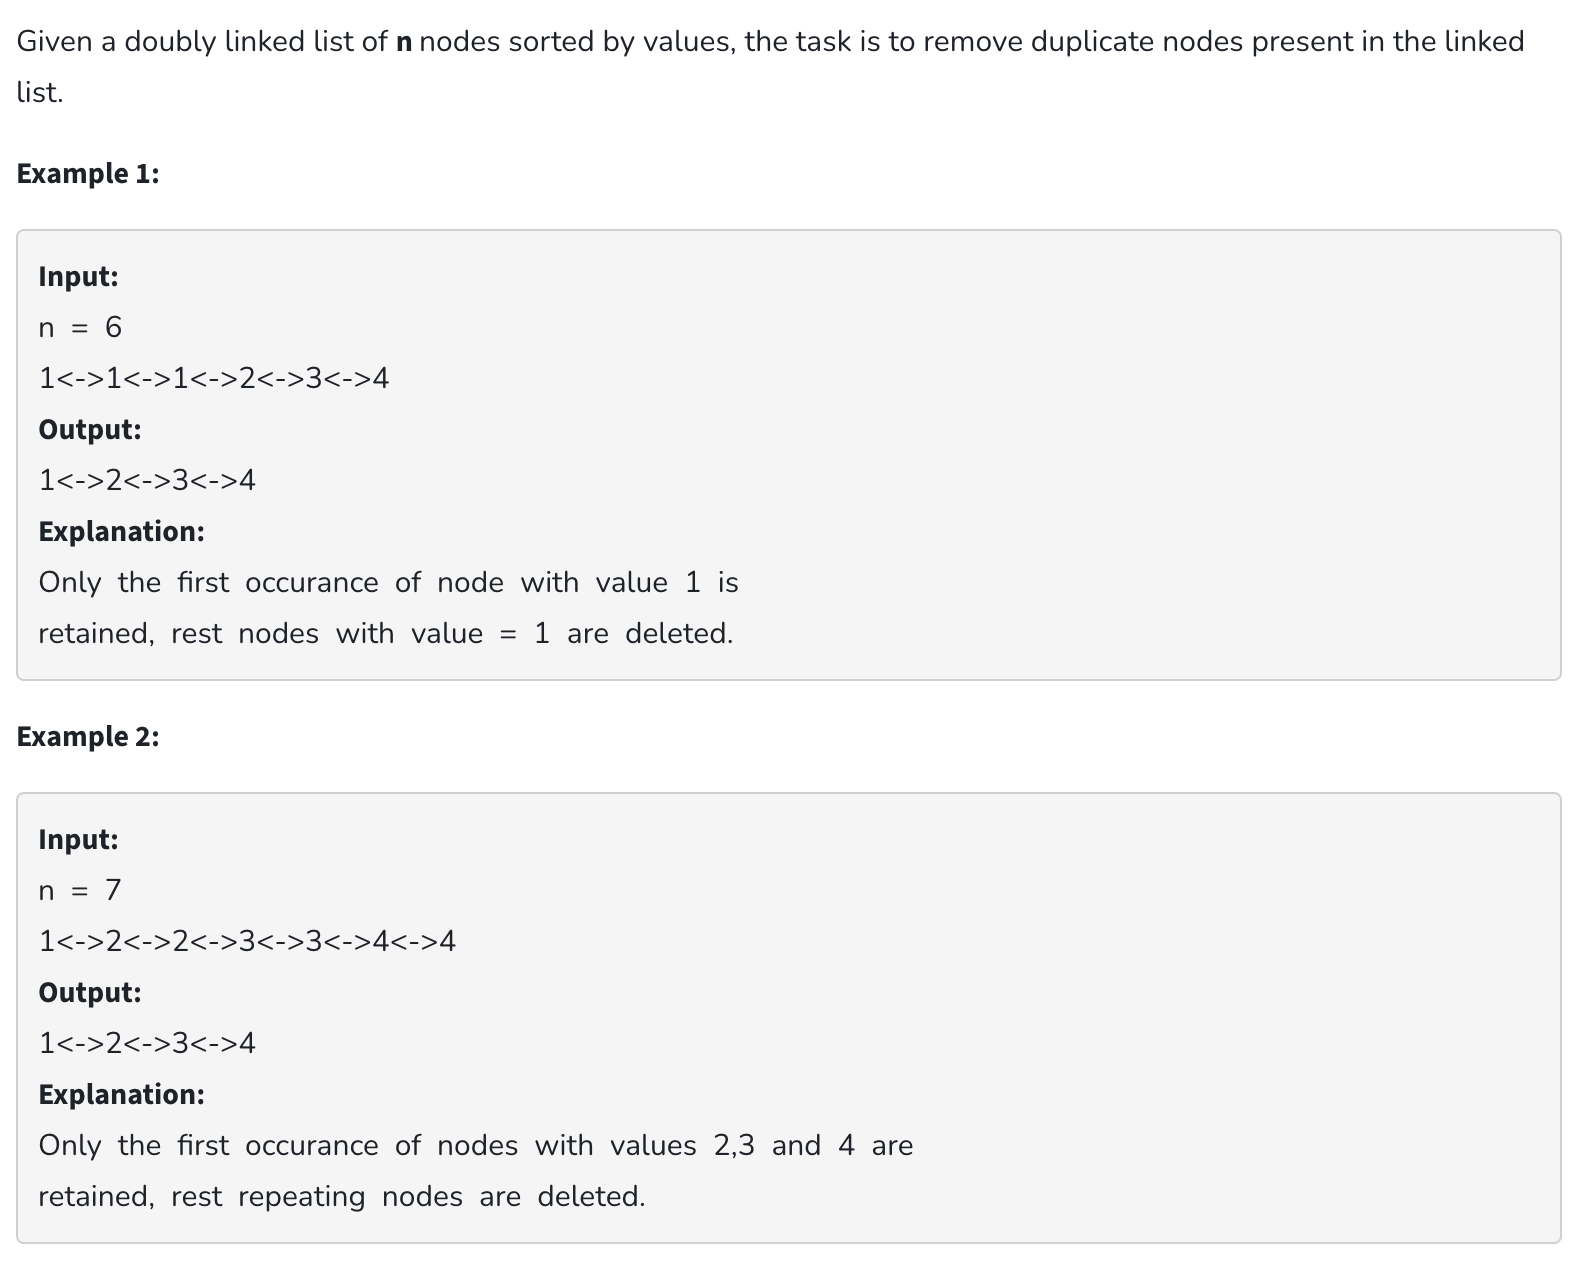 Given a doubly linked list of n nodes sorted by values, the task is to remove duplicate nodes present in the linked
list.
Example 1:
Input:
n = 6
1<->1<->1<->2<->3<->4
Output:
1<->2<->3<->4
Explanation:
Only the first occurance of node with value 1 is
retained, rest nodes with value = 1 are deleted.
Example 2:
Input:
n = 7
1<->2<->2<->3<->3<->4<->4
Output:
1<->2<->3<->4
Explanation:
Only the first occurance of nodes with values 2,3 and 4 are
retained, rest repeating nodes are deleted.